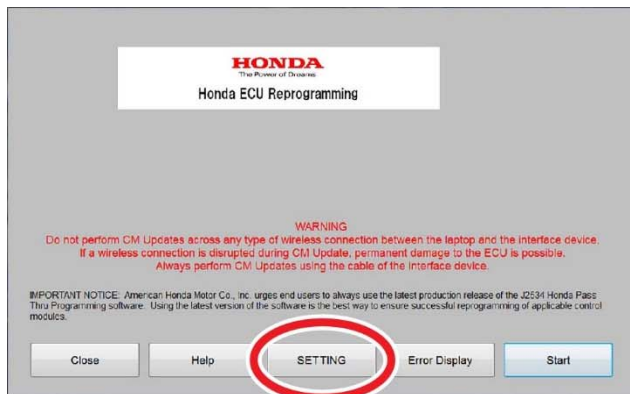 HONDA
The Power of Dreams
Honda ECU Reprogramming
WARNING
Do not perform CM Updates across any type of wireless connection between the laptop and the interface device.
If a wireless connection is disrupted during CM Update, permanent damage to the ECU is possible.
Always perform CM Updates using the cable of the interface device.
IMPORTANT NOTICE: American Honda Motor Co., Inc. urges end users to always use the latest production release of the J2534 Honda Pass
Thru Programming software. Using the latest version of the software is the best way to ensure successful reprogramming of applicable control
modules.
Close Help SETTING Error Display Start